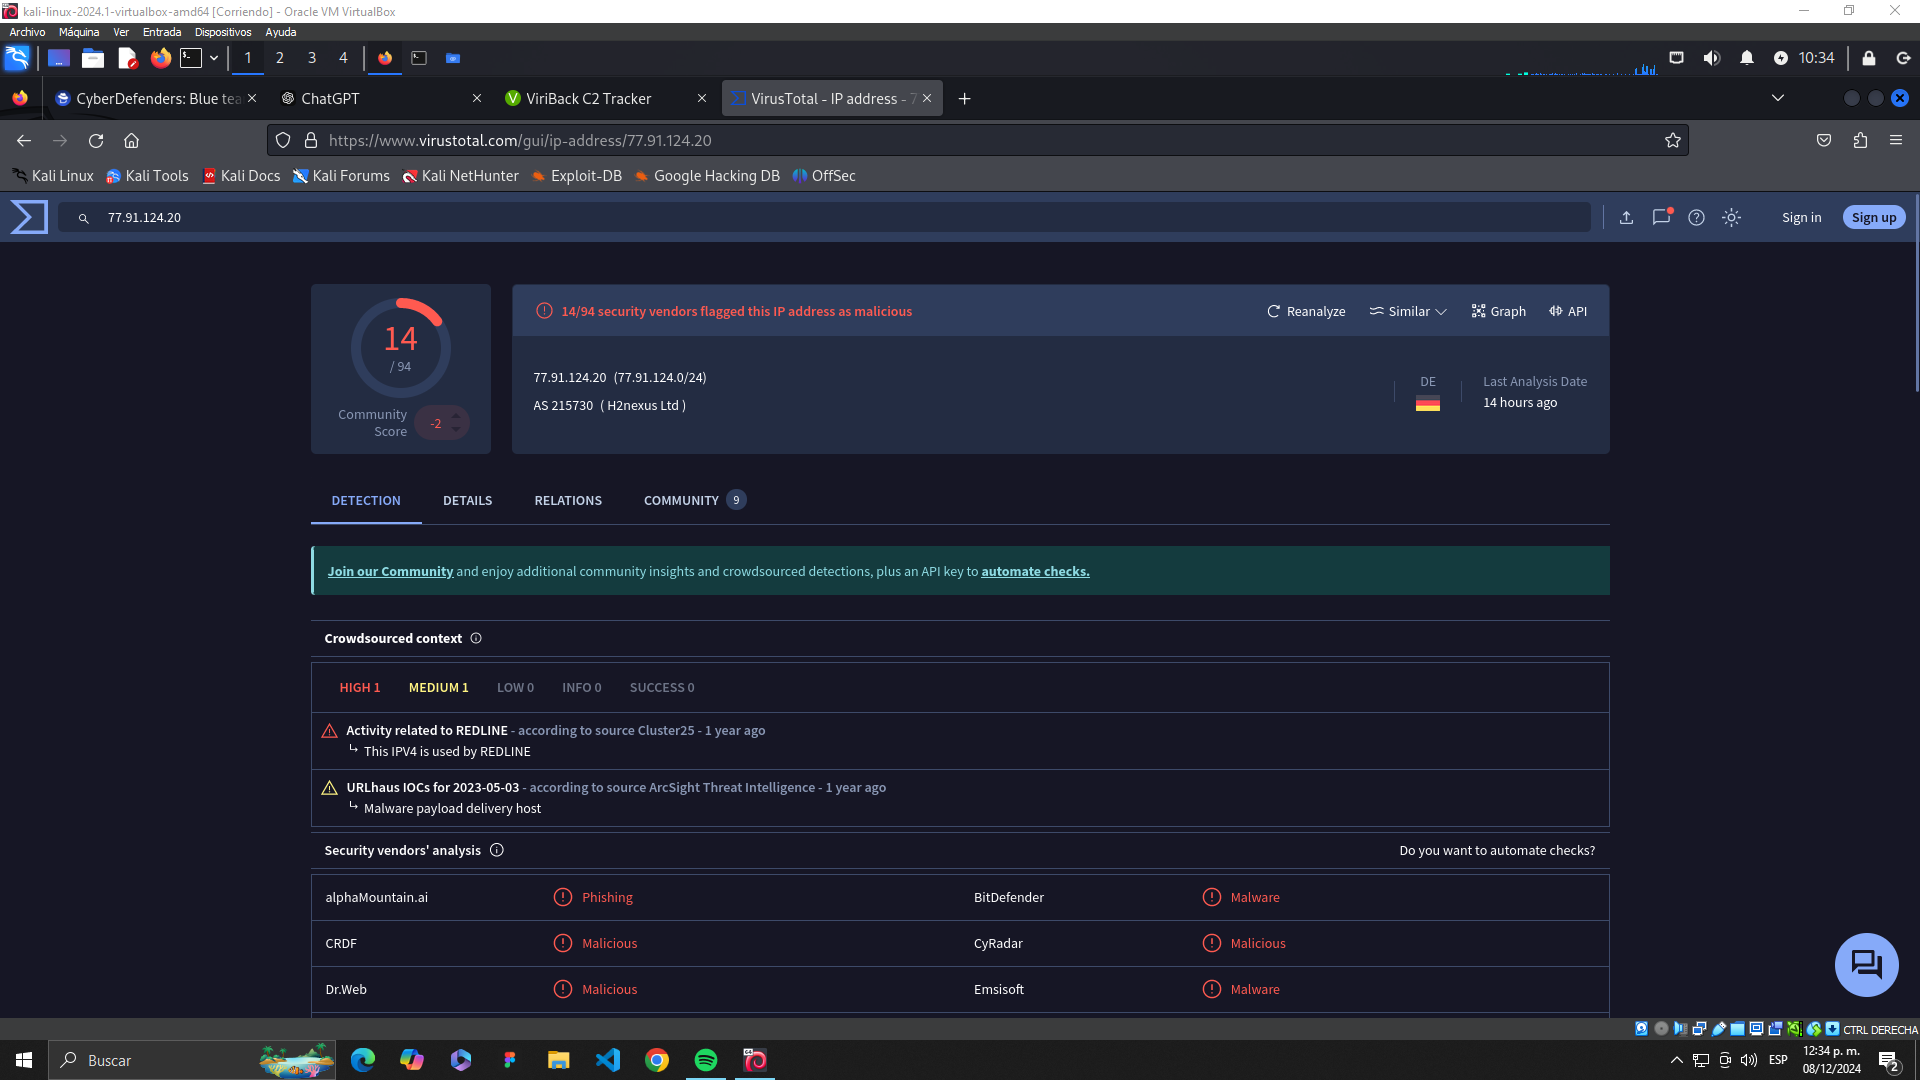 kali-linux-2024.1-virtualbox-amd64 [Corriendo] - Oracle VM VirtualBox
Archivo Máquina Ver Entrada Dispositivos Ayuda
1 2 3 4 10:34
CyberDefenders: Blue tea ChatGPT ViriBack C2 Tracker VirusTotal - IP address - 7
https://www.virustotal.com/gui/ip-address/77.91.124.20
Kali Linux Kali Tools Kali Docs Kali Forums Kali NetHunter Exploit-DB Google Hacking DB OffSec
77.91.124.20 Sign in Sign up
14
/ 94
Community
Score
-2
14/94 security vendors flagged this IP address as malicious
Reanalyze Similar Graph API
77.91.124.20 (77.91.124.0/24)
AS 215730 ( H2nexus Ltd )
DE
Last Analysis Date
14 hours ago
DETECTION DETAILS RELATIONS COMMUNITY 9
Join our Community and enjoy additional community insights and crowdsourced detections, plus an API key to automate checks.
Crowdsourced context
HIGH 1 MEDIUM 1 LOW 0 INFO 0 SUCCESS 0
Activity related to REDLINE - according to source Cluster25 - 1 year ago
This IPV4 is used by REDLINE
URLhaus IOCs for 2023-05-03 - according to source ArcSight Threat Intelligence - 1 year ago
Malware payload delivery host
Security vendors' analysis Do you want to automate checks?
alphaMountain.ai Phishing BitDefender Malware
CRDF Malicious CyRadar Malicious
Dr.Web Malicious Emsisoft Malware
CTRL DERECHA
Buscar
ESP
12:34 p. m.
08/12/2024
2